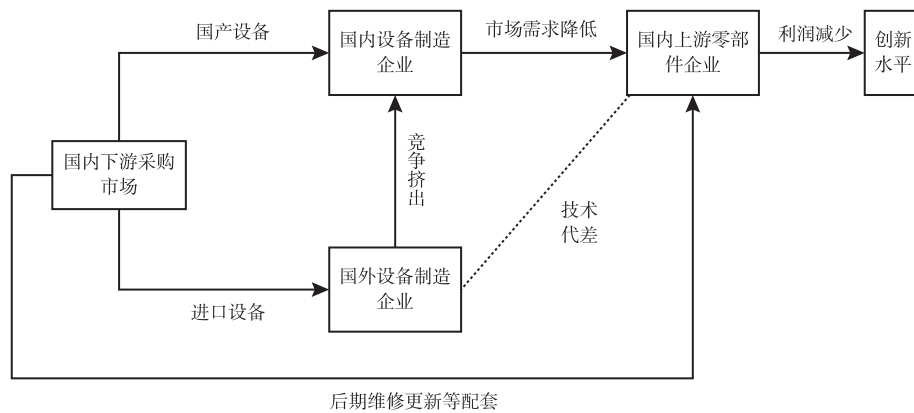 国产设备
国内设备制造
企业
市场需求降低
国内上游零部
件企业
利润减少
创新
水平
国内下游采购
市场
竞争挤出
技术
代差
进口设备
国外设备制造
企业
后期维修更新等配套